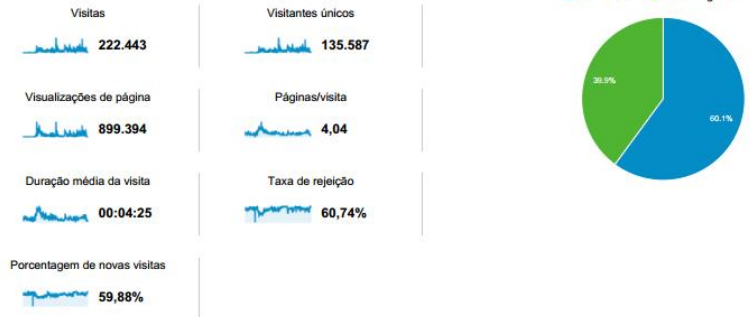 Visitas
222.443
Visitantes únicos
135.587
Visualizações de página
899.394
Páginas/visita
4,04
Duração média da visita
00:04:25
Taxa de rejeição
60,74%
Porcentagem de novas visitas
59,88%
39.9%
60.1%